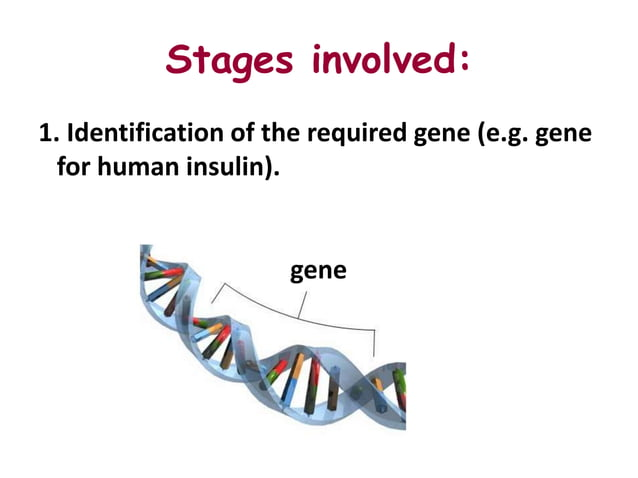 Stages involved:
1. Identification of the required gene (e.g. gene
for human insulin).
gene